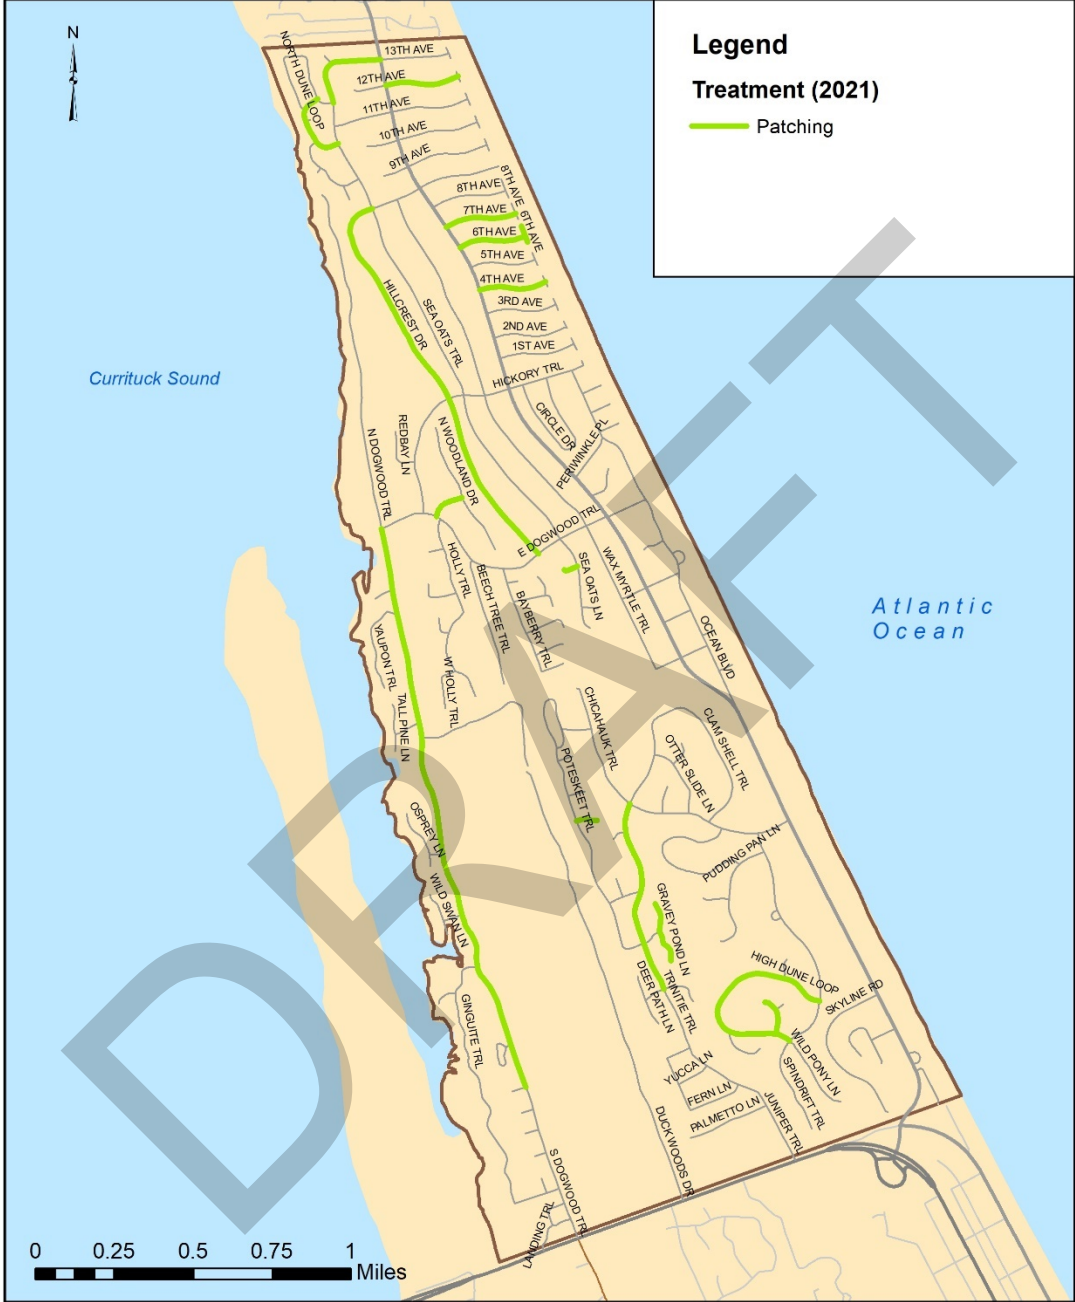 Legend
Treatment (2021)
Patching
N
13TH AVE
NORTH DUNE LOOP
12TH AVE
11TH AVE
10TH AVE
9TH AVE
8TH AVE
8TH AVE
7TH AVE
6TH AVE
6TH AVE
5TH AVE
4TH AVE
3RD AVE
2ND AVE
1ST AVE
HILLCREST DR
SEA OATS TRL
HICKORY TRL
Currituck Sound
CIRCLE DR
PERIWINKLE PL
REDBAY LN
N WOODLAND DR
N DOGWOOD TRL
E DOGWOOD TRL
HOLLY TRL
BEECH TREE TRL
SEA OATS LN
WAX MYRTLE TRL
BAYBERRY TRL
Atlantic
Ocean
OCEAN BLVD
YAUPON TRL
W HOLLY TRL
TALL PINE LN
CHICAHAUK TRL
CLAM SHELL TRL
OTTER SLIDE LN
POTESKEET TRL
OSPREY LN
PUDDING PAN LN
WILD SWAN LN
GRAVEY POND LN
HIGH DUNE LOOP
SKYLINE RD
DEER PATH LN
TRINITIE TRL
GINGUITE TRL
WILD PONY LN
SPINDRIFT TRL
YUCCA LN
FERN LN
PALMETTO LN
JUNIPER TRL
DUCK WOODS DR
S DOGWOOD TRL
LANDING TRL
DRAFT
0 0.25 0.5 0.75 1
Miles